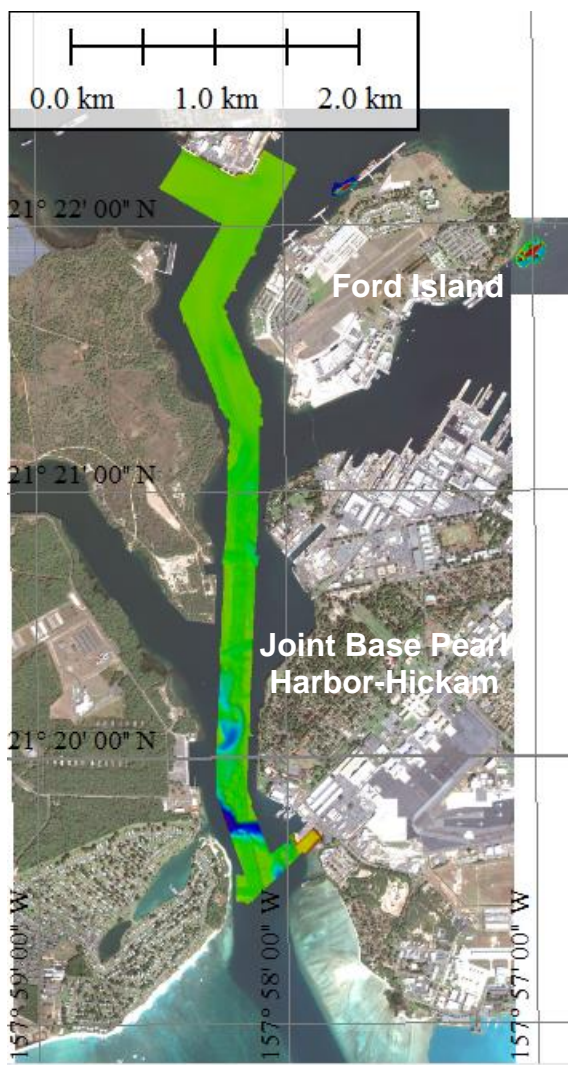 0.0 km 1.0 km 2.0 km
21° 22' 00" N
Ford Island
21° 21' 00" N
Joint Base Pearl
Harbor-Hickam
21° 20' 00" N
157° 59' 00" W
157° 58' 00" W
157° 57' 00" W